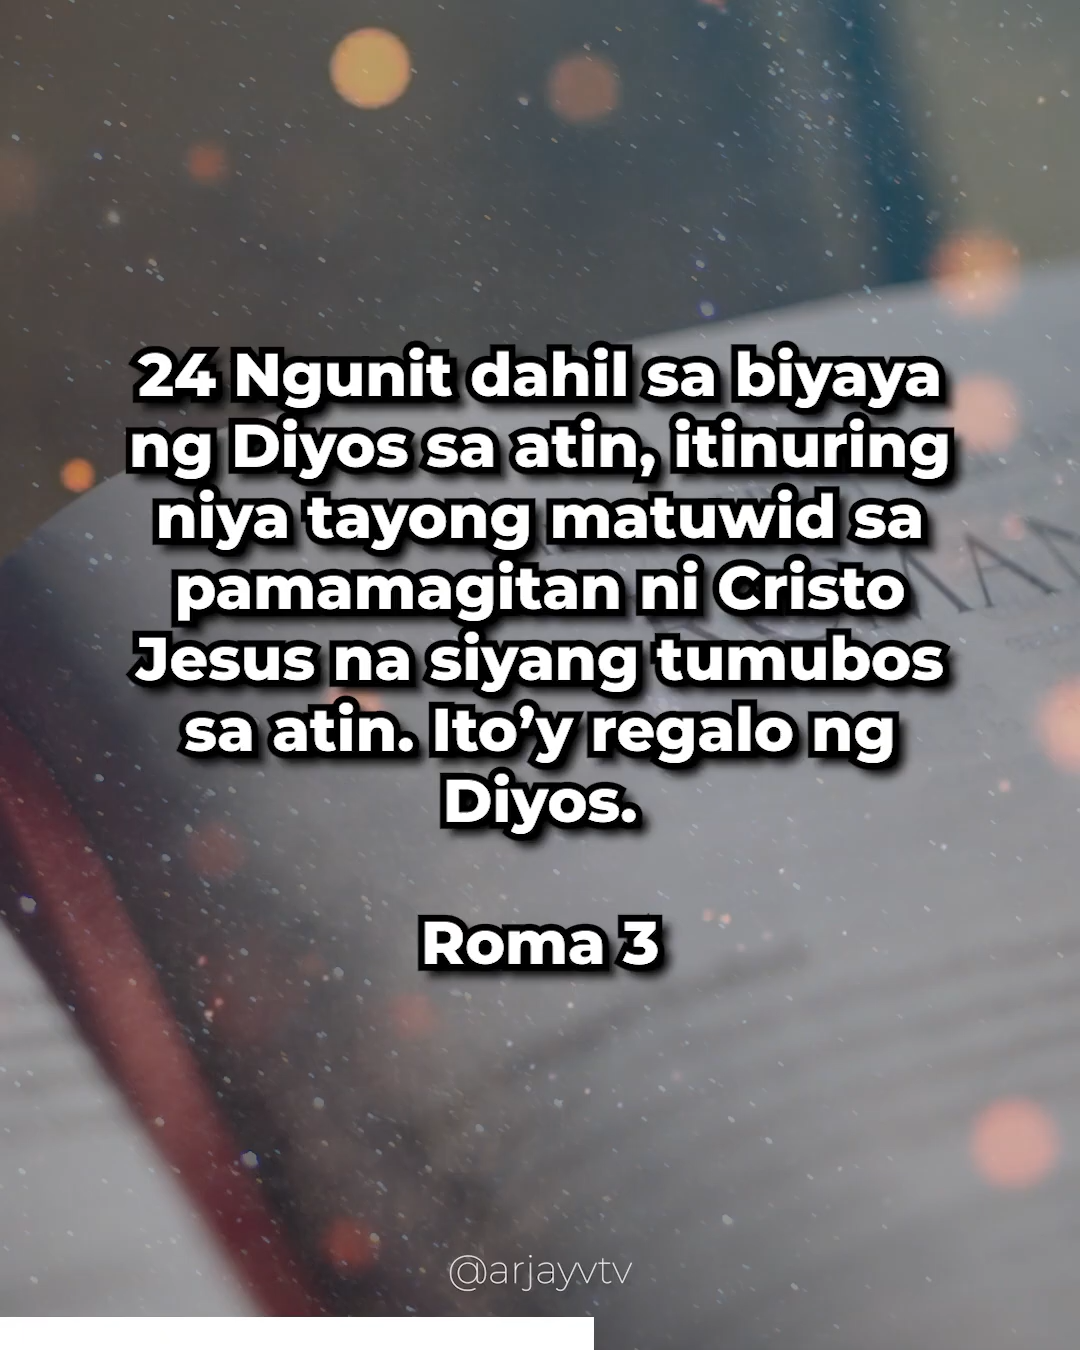 24 Ngunit dahil sa biyaya
ng Diyos sa atin, itinuring
niya tayong matuwid sa
pamamagitan ni Cristo
Jesus na siyang tumubos
sa atin. Ito’y regalo ng
Diyos.
Roma 3
@arjayvtv